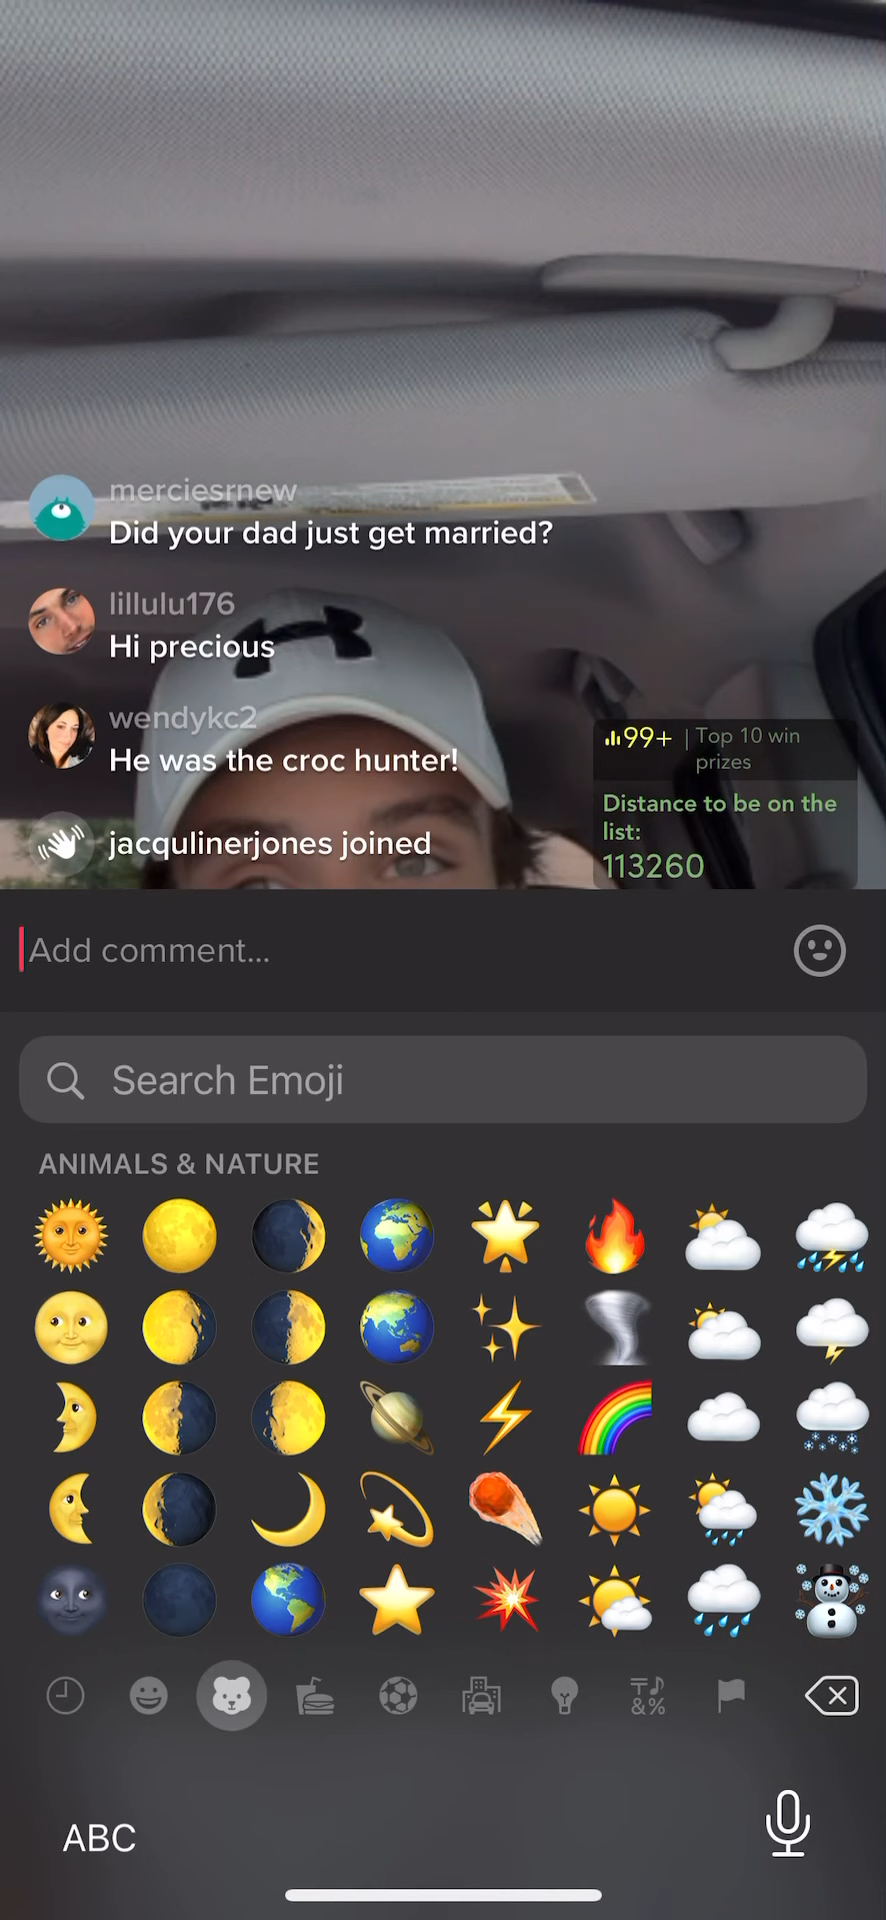 merciesrnew
Did your dad just get married?
lillulu176
Hi precious
wendykc2
He was the croc hunter!
99+ | Top 10 win
prizes
Distance to be on the
list:
113260
jacqulinerjones joined
Add comment...
Search Emoji
ANIMALS & NATURE
ABC